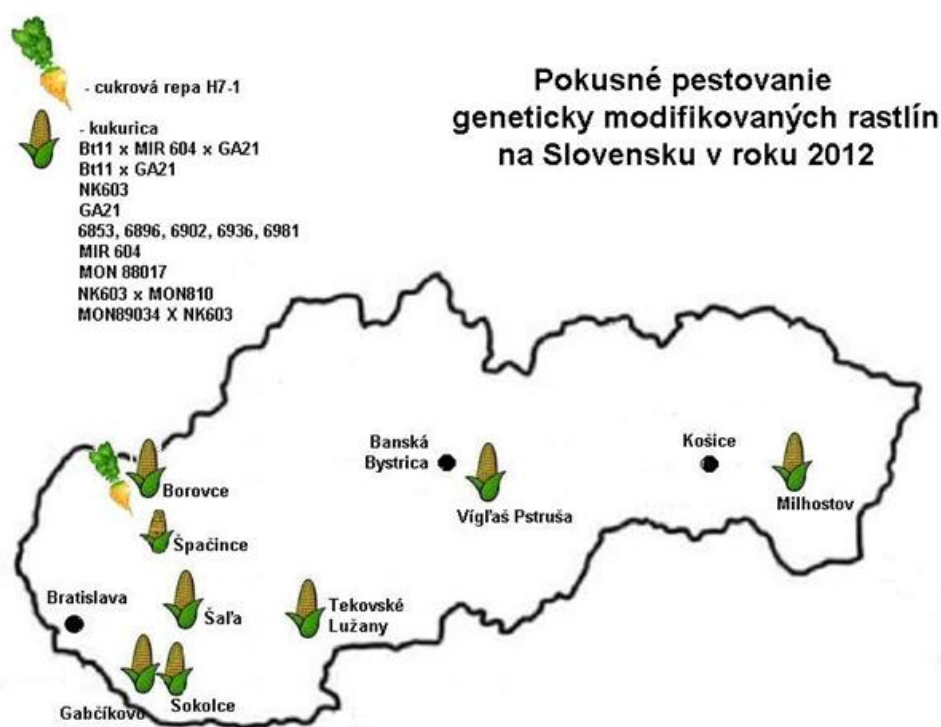 - cukrová repa H7-1
Pokusné pestovanie
geneticky modifikovaných rastlín
na Slovensku v roku 2012
- kukurica
Bt11 x MIR 604 x GA21
Bt11 x GA21
NK603
GA21
6853, 6896, 6902, 6936, 6981
MIR 604
MON 88017
NK603 x MON810
MON89034 X NK603
Borovce
Banská
Bystrica
Košice
Milhostov
Vígľaš Pstruša
Špačince
Bratislava
Šaľa
Tekovské
Lužany
Gabčíkovo
Sokolce